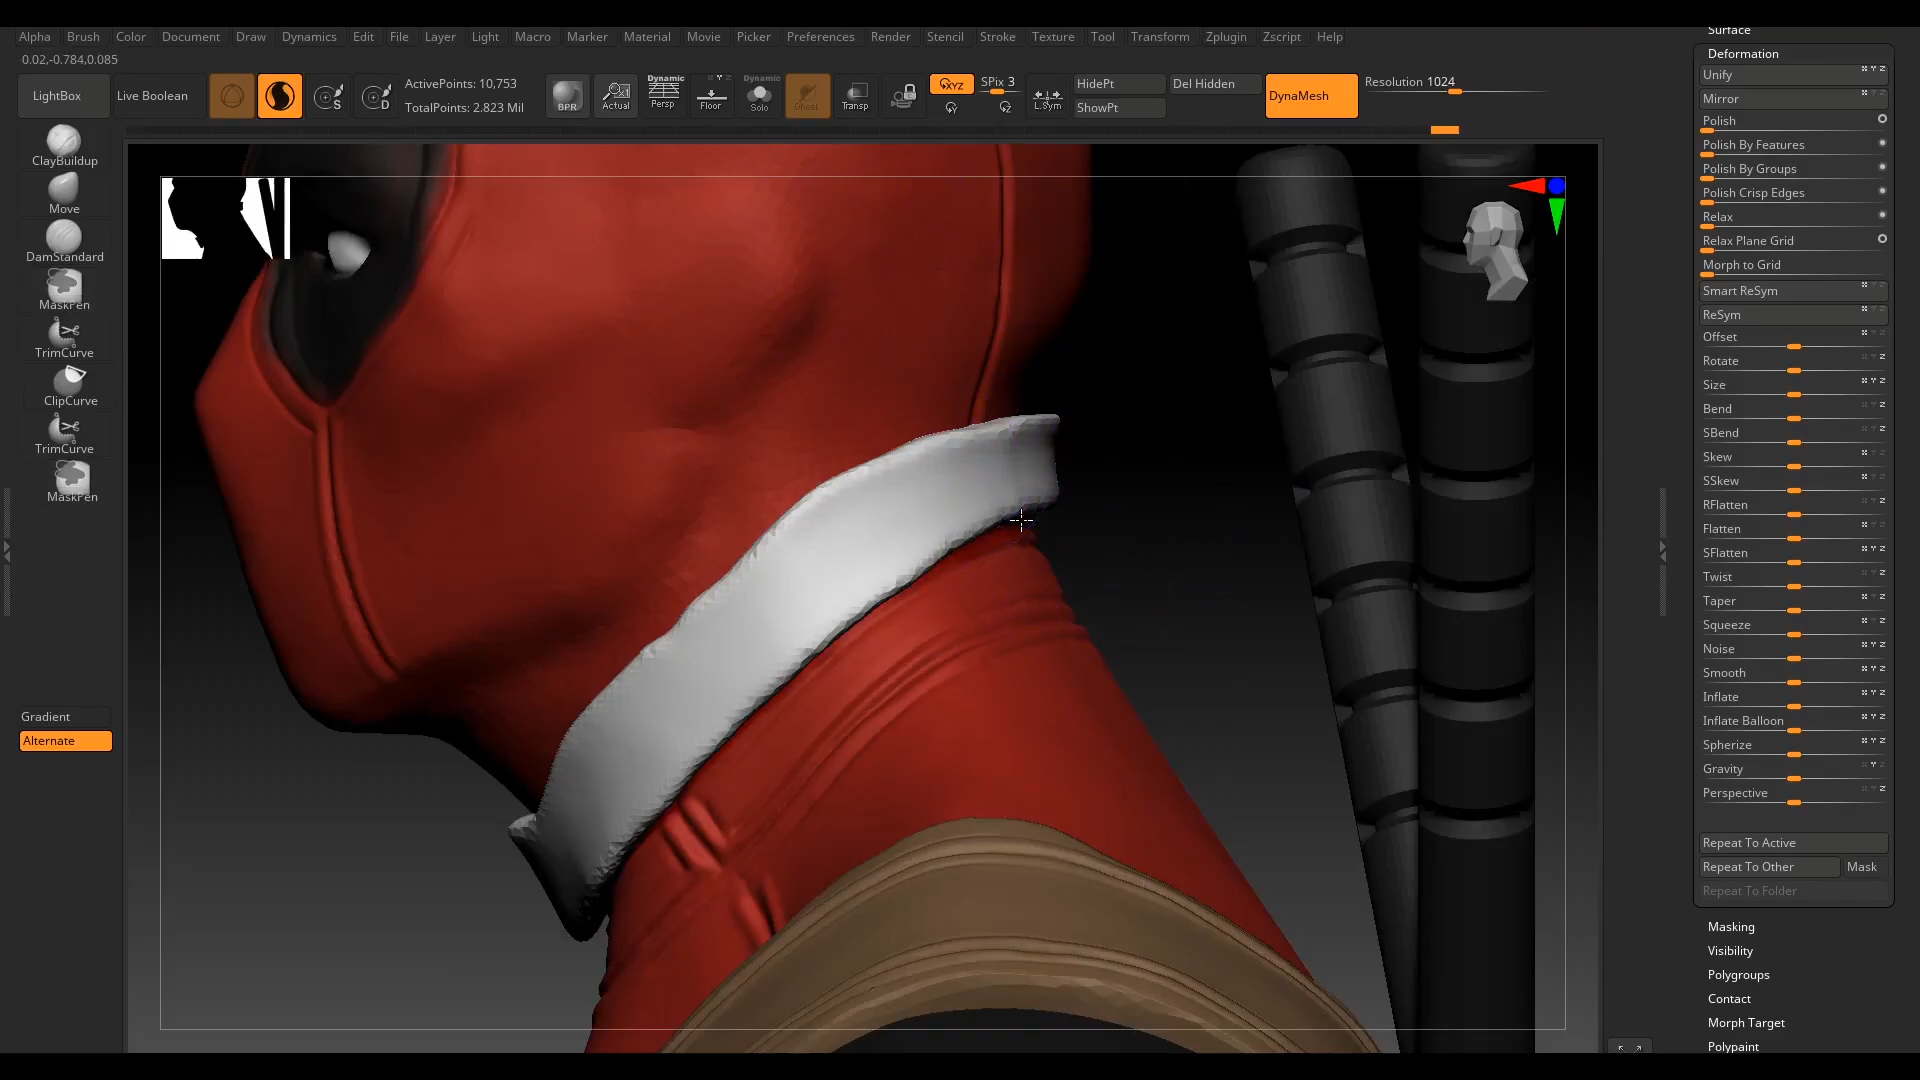 Alpha Brush Color Document Draw Dynamics Edit File Layer Light Macro Marker Material Movie Picker Preferences Render Stencil Stroke Texture Tool Transform Zplugin Zscript Help
0.02,-0.784,0.085
LightBox
Live Boolean
S
D
ActivePoints: 10,753
TotalPoints: 2.823 Mil
BPR
Actual
Dynamic
Persp
Floor
Dynamic
Solo
Ghost
Transp
XYZ
SPix 3
L.Sym
HidePt
ShowPt
Del Hidden
DynaMesh
Resolution 1024
ClayBuildup
Move
DamStandard
MaskPen
TrimCurve
ClipCurve
TrimCurve
MaskPen
Gradient
Alternate
Surface
Deformation
Unify
Mirror
Polish
Polish By Features
Polish By Groups
Polish Crisp Edges
Relax
Relax Plane Grid
Morph to Grid
Smart ReSym
ReSym
Offset
Rotate
Size
Bend
SBend
Skew
SSkew
RFlatten
Flatten
SFlatten
Twist
Taper
Squeeze
Noise
Smooth
Inflate
Inflate Balloon
Spherize
Gravity
Perspective
Repeat To Active
Repeat To Other Mask
Repeat To Folder
Masking
Visibility
Polygroups
Contact
Morph Target
Polypaint